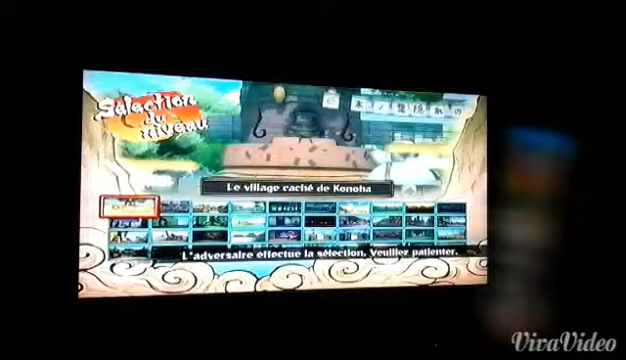 Sélection
du
niveau
Le village caché de Konoha
L'adversaire effectue la sélection. Veuillez patienter.
VivaVideo